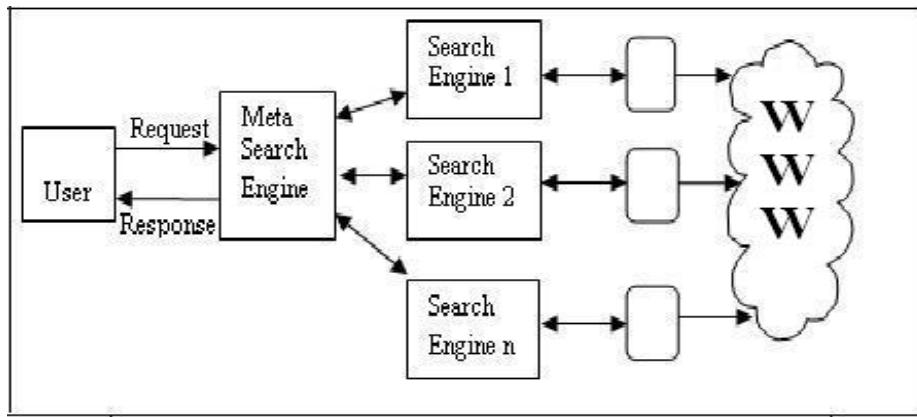 User
Request
Response
Meta
Search
Engine
Search
Engine 1
Search
Engine 2
Search
Engine n
W
W
W